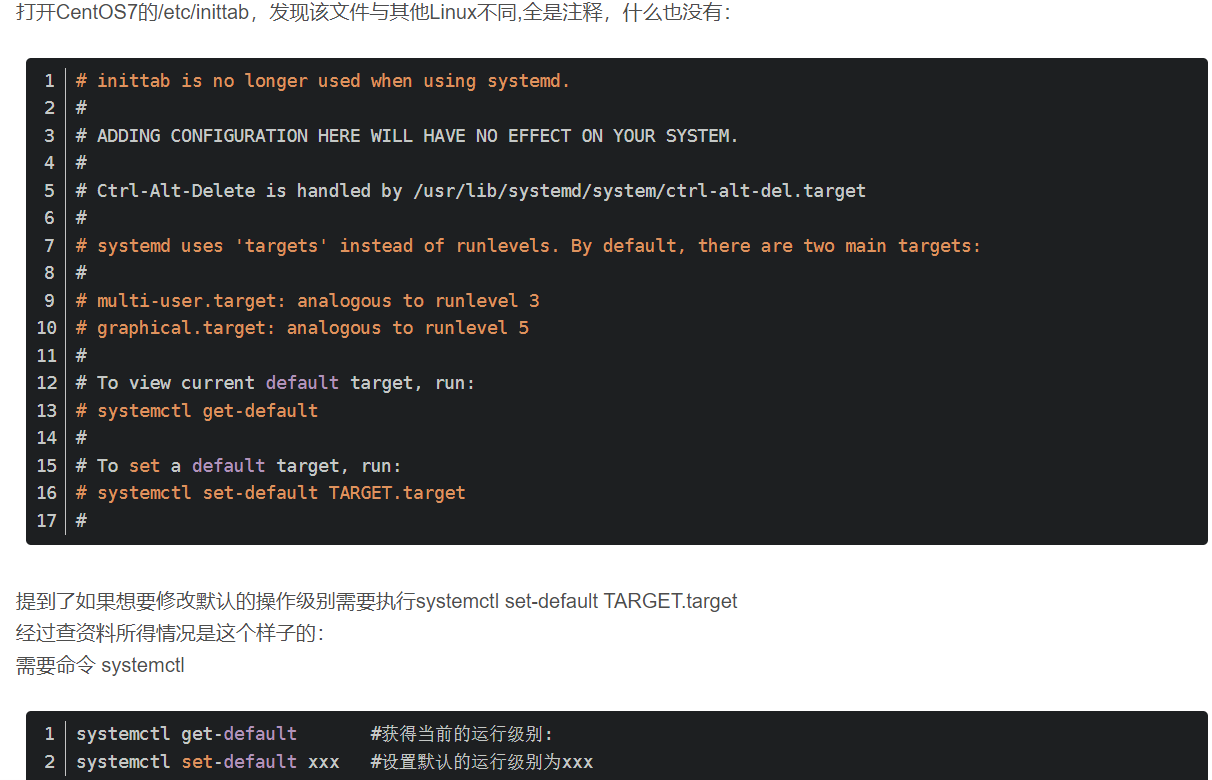 打开CentOS7的/etc/inittab，发现该文件与其他Linux不同,全是注释，什么也没有：
1 # inittab is no longer used when using systemd.
2 #
3 # ADDING CONFIGURATION HERE WILL HAVE NO EFFECT ON YOUR SYSTEM.
4 #
5 # Ctrl-Alt-Delete is handled by /usr/lib/systemd/system/ctrl-alt-del.target
6 #
7 # systemd uses 'targets' instead of runlevels. By default, there are two main targets:
8 #
9 # multi-user.target: analogous to runlevel 3
10 # graphical.target: analogous to runlevel 5
11 #
12 # To view current default target, run:
13 # systemctl get-default
14 #
15 # To set a default target, run:
16 # systemctl set-default TARGET.target
17 #
提到了如果想要修改默认的操作级别需要执行systemctl set-default TARGET.target
经过查资料所得情况是这个样子的：
需要命令 systemctl
1 systemctl get-default       #获得当前的运行级别：
2 systemctl set-default xxx   #设置默认的运行级别为xxx